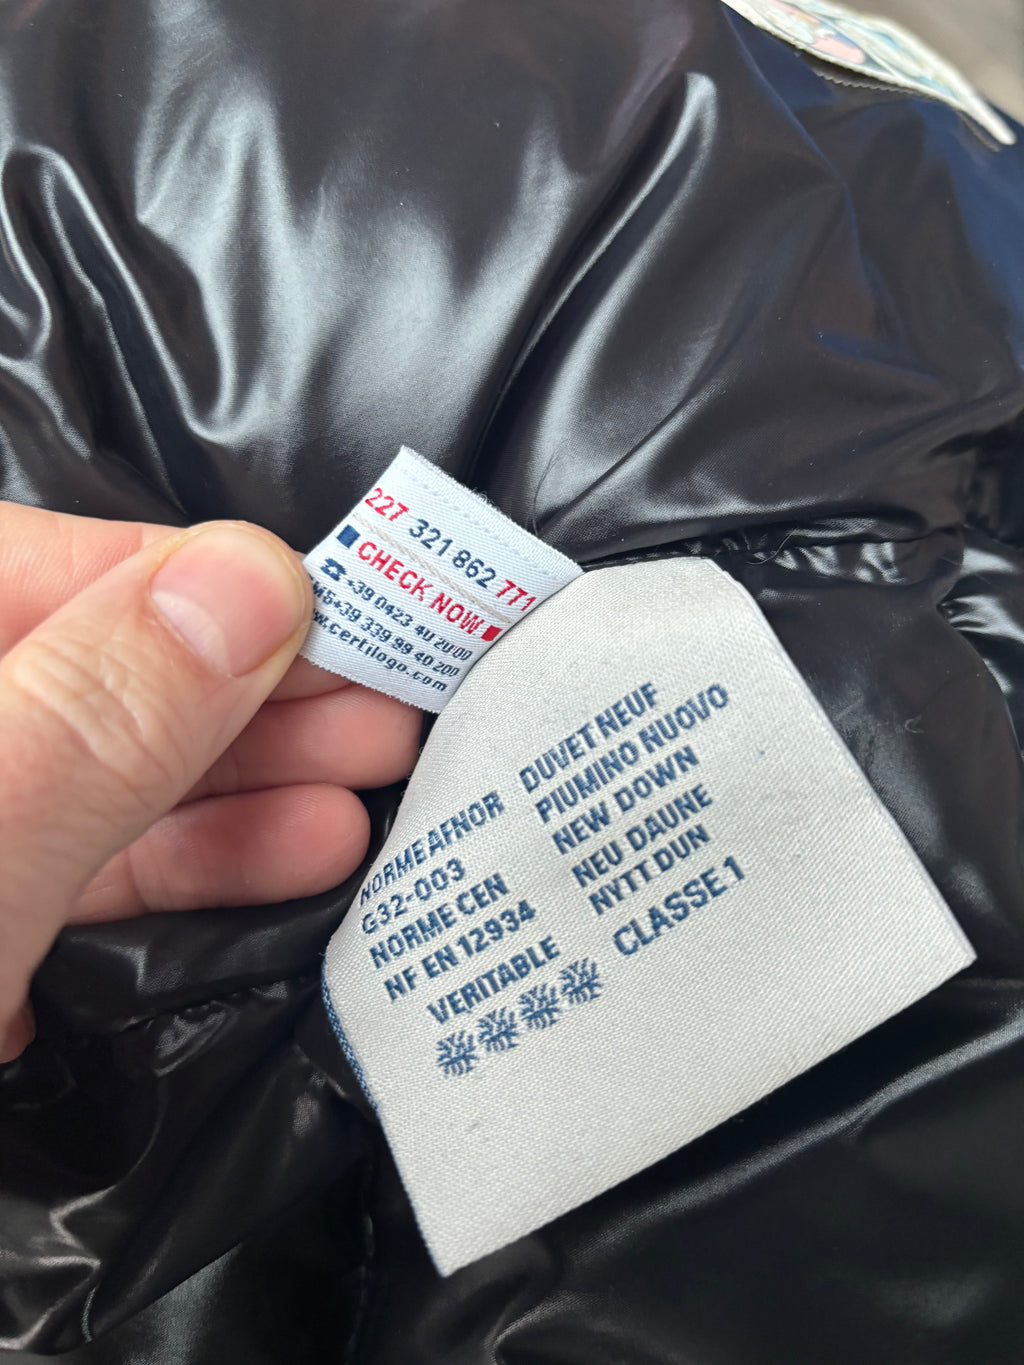 227 321 862 771
CHECK NOW
☎ +39 0423 40 20 00
+39 339 99 40 200
.certilogo.com
NORME AFNOR
G32-003
NORME CEN
NF EN 12934
VERITABLE
DUVET NEUF
PIUMINO NUOVO
NEW DOWN
NEU DAUNE
NYTT DUN
CLASSE 1